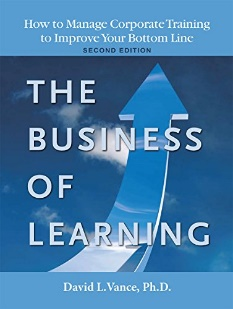 How to Manage Corporate Training
to Improve Your Bottom Line
SECOND EDITION
THE
BUSINESS
OF
LEARNING
David L. Vance, Ph.D.